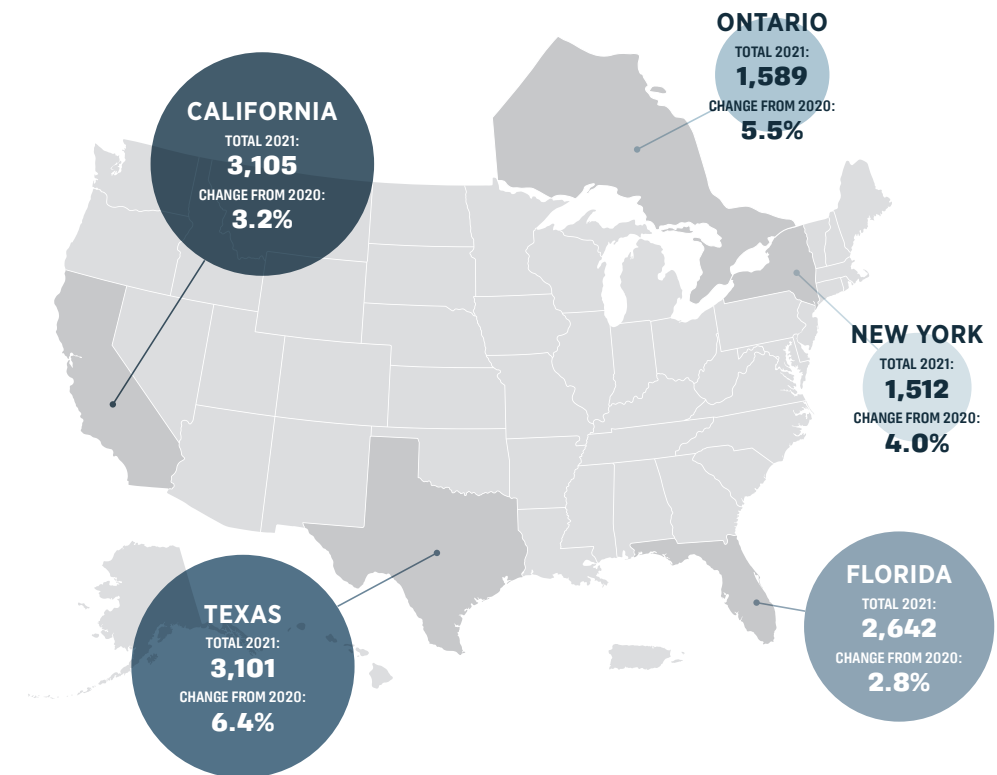 ONTARIO
TOTAL 2021:
1,589
CHANGE FROM 2020:
5.5%
CALIFORNIA
TOTAL 2021:
3,105
CHANGE FROM 2020:
3.2%
NEW YORK
TOTAL 2021:
1,512
CHANGE FROM 2020:
4.0%
FLORIDA
TOTAL 2021:
2,642
CHANGE FROM 2020:
2.8%
TEXAS
TOTAL 2021:
3,101
CHANGE FROM 2020:
6.4%